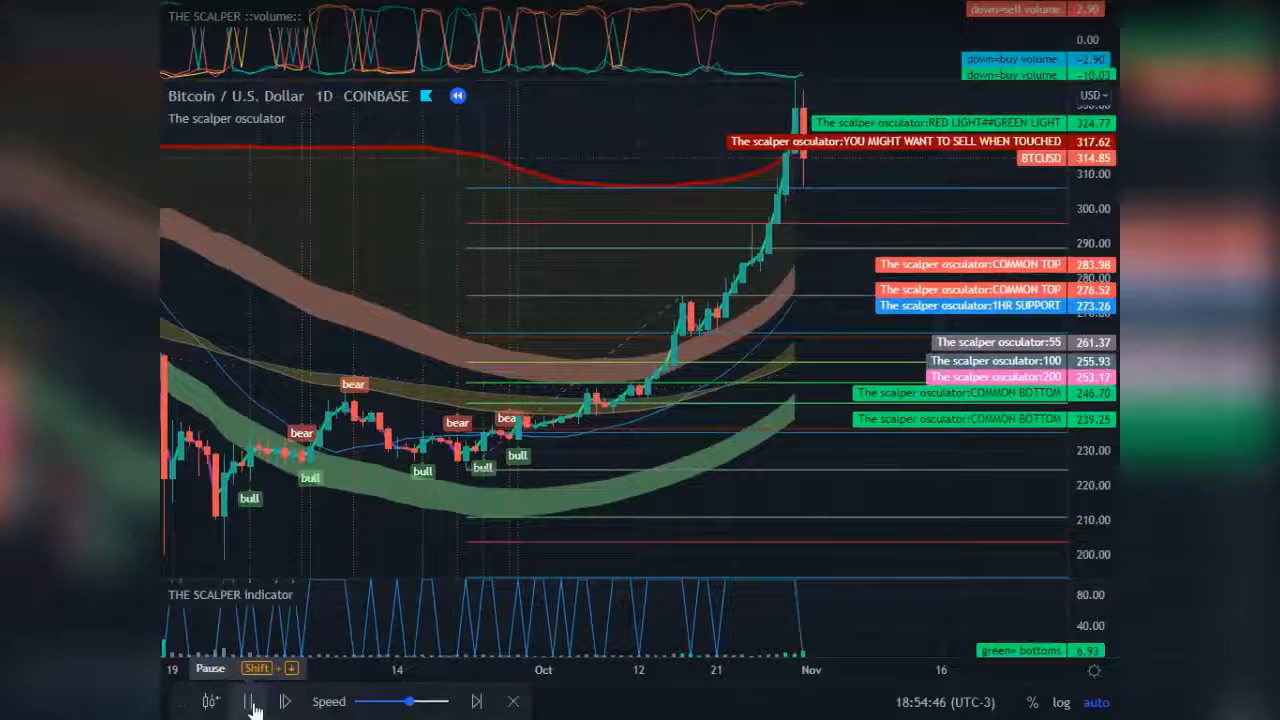 THE SCALPER ::volume::
down=sell volume 2.90
0.00
down=buy volume −2.90
down=buy volume −10.03
Bitcoin / U.S. Dollar 1D COINBASE
USD
The scalper osculator
The scalper osculator:RED LIGHT##GREEN LIGHT 324.77
The scalper osculator:YOU MIGHT WANT TO SELL WHEN TOUCHED 317.62
BTCUSD 314.85
310.00
300.00
290.00
The scalper osculator:COMMON TOP 283.98
280.00
The scalper osculator:COMMON TOP 276.52
The scalper osculator:1HR SUPPORT 273.26
The scalper osculator:55 261.37
The scalper osculator:100 255.93
The scalper osculator:200 253.17
The scalper osculator:COMMON BOTTOM 246.70
The scalper osculator:COMMON BOTTOM 239.25
bear
bear
bear
bea
bull
bull
bull
bull
bull
230.00
220.00
210.00
200.00
THE SCALPER indicator
80.00
40.00
green= bottoms 6.93
19 14 Oct 12 21 Nov 16
Pause Shift +
Speed
18:54:46 (UTC-3) % log auto